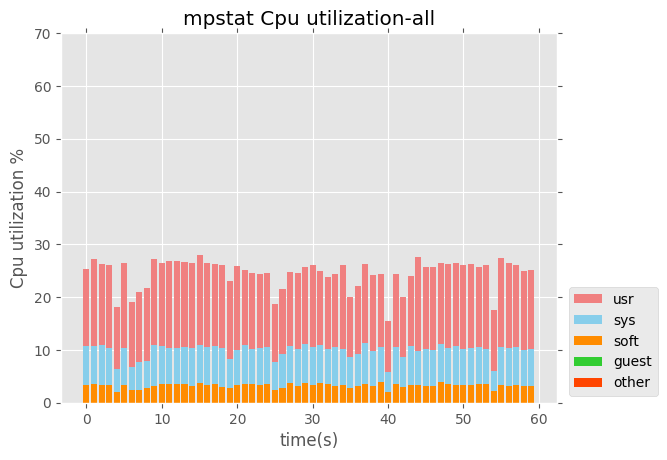 mpstat Cpu utilization-all
Cpu utilization %
70
60
50
40
30
20
10
0
0 10 20 30 40 50 60
time(s)
usr
sys
soft
guest
other